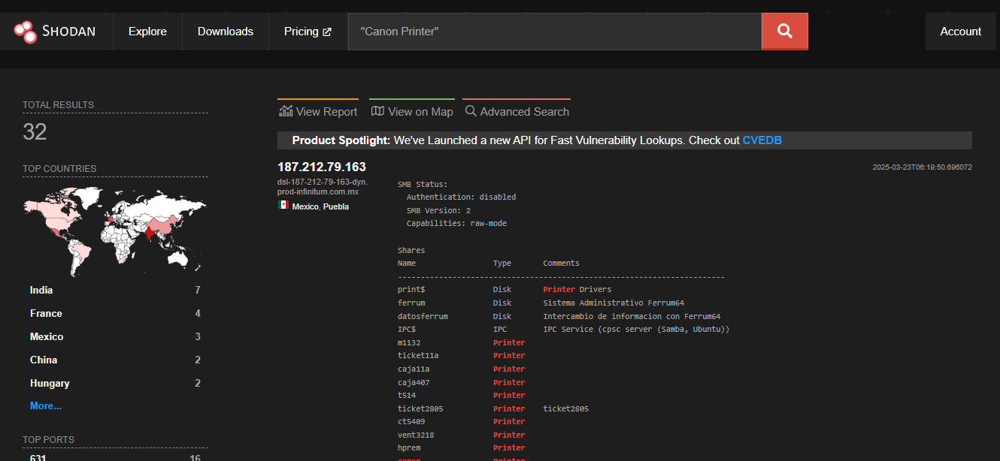 SHODAN Explore Downloads Pricing "Canon Printer" Account
TOTAL RESULTS
32
TOP COUNTRIES
India 7
France 4
Mexico 3
China 2
Hungary 2
More...
TOP PORTS
631 16
View Report View on Map Advanced Search
Product Spotlight: We've Launched a new API for Fast Vulnerability Lookups. Check out CVEDB
187.212.79.163
dsl-187-212-79-163-dyn.
prod-infinitum.com.mx
Mexico, Puebla
2025-03-23T06:19:50.696072
SMB Status:
Authentication: disabled
SMB Version: 2
Capabilities: raw-mode
Shares
Name Type Comments
------------------------------------------------------------------------
print$ Disk Printer Drivers
ferrum Disk Sistema Administrativo Ferrum64
datosferrum Disk Intercambio de informacion con Ferrum64
IPC$ IPC IPC Service (cpsc server (Samba, Ubuntu))
m1132 Printer
ticket11a Printer
caja11a Printer
caja407 Printer
t514 Printer
ticket2805 Printer ticket2805
ct5409 Printer
vent3218 Printer
hprem Printer
canon Printer